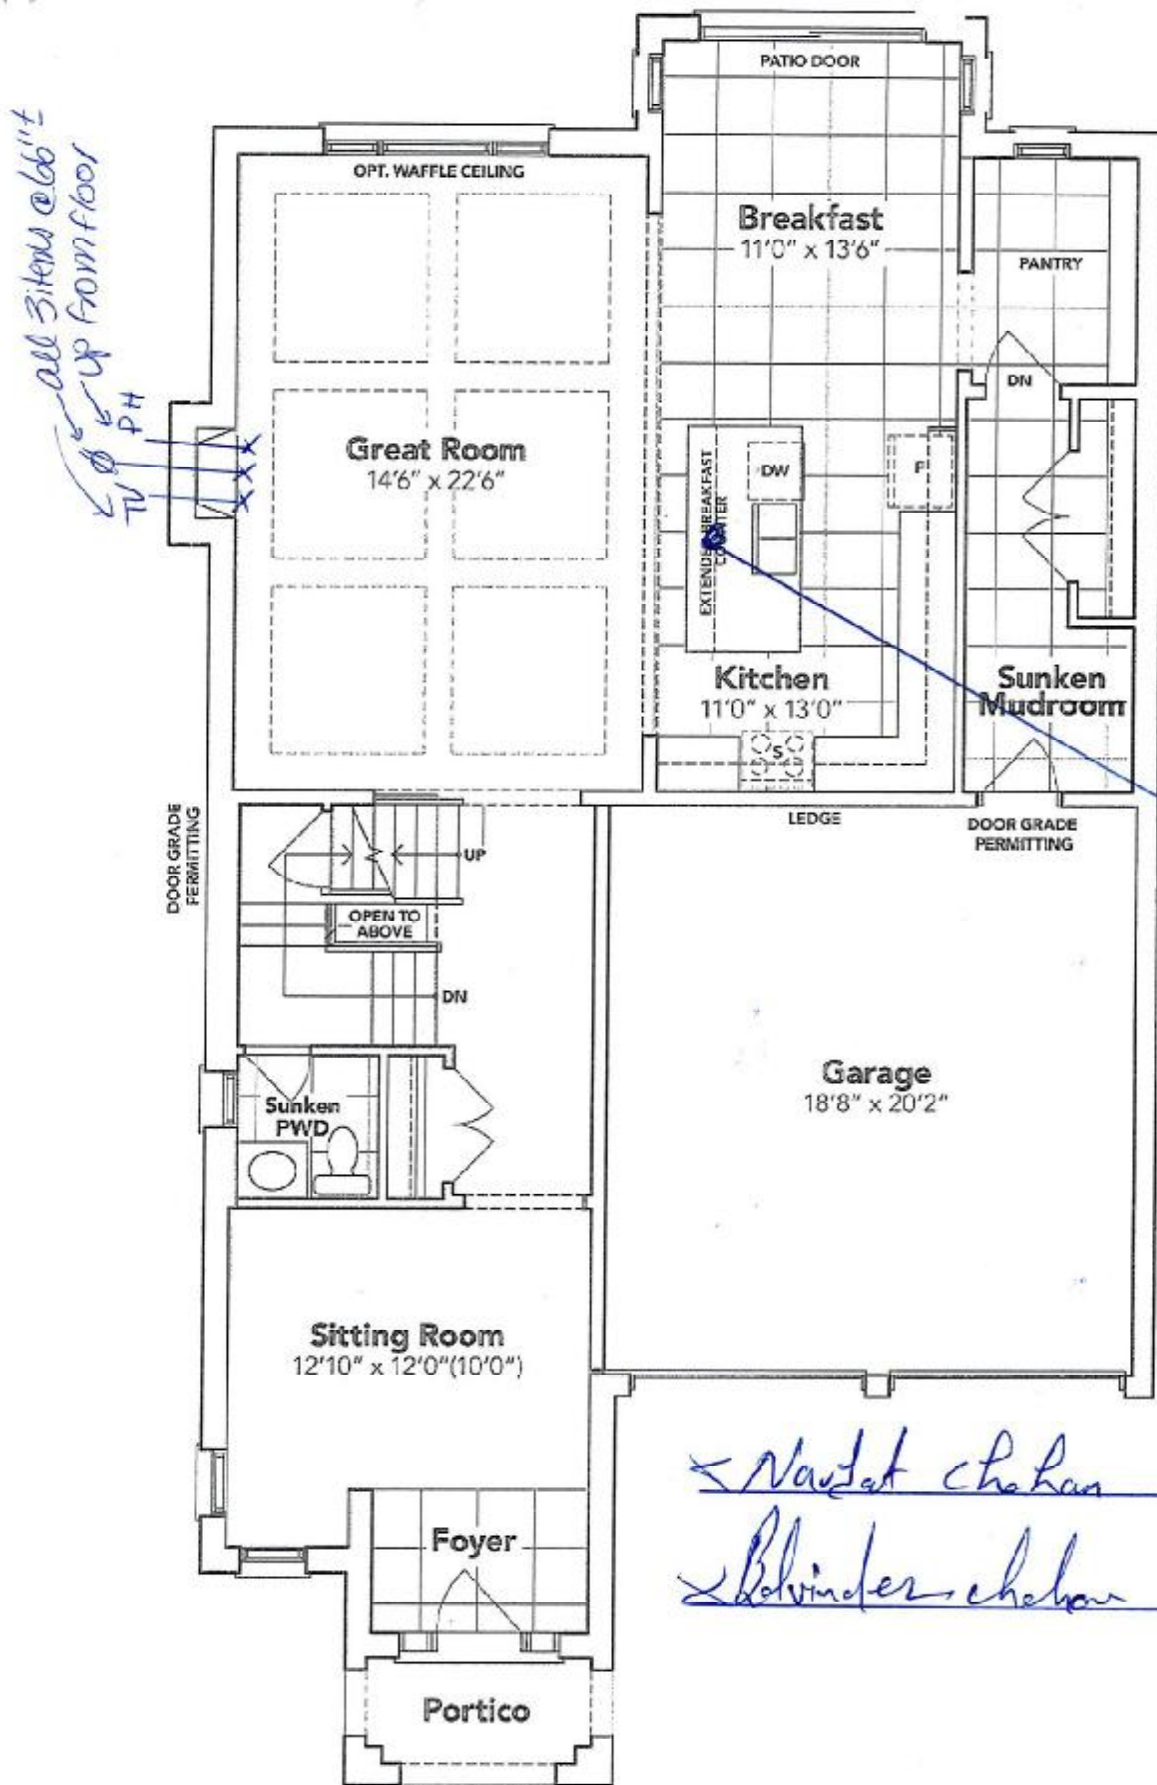 PATIO DOOR
OPT. WAFFLE CEILING
Breakfast
11'0" x 13'6"
PANTRY
DN
all 3 items @ 66" ±
up from floor
PH
TV
Great Room
14'6" x 22'6"
DW
F
EXTENDED BREAKFAST
COUNTER
Kitchen
11'0" x 13'0"
S
Sunken
Mudroom
LEDGE
DOOR GRADE
PERMITTING
DOOR GRADE
PERMITTING
UP
OPEN TO
ABOVE
DN
Sunken
PWD
Garage
18'8" x 20'2"
Sitting Room
12'10" x 12'0"(10'0")
Foyer
Portico
chohan
Balvinder chohan